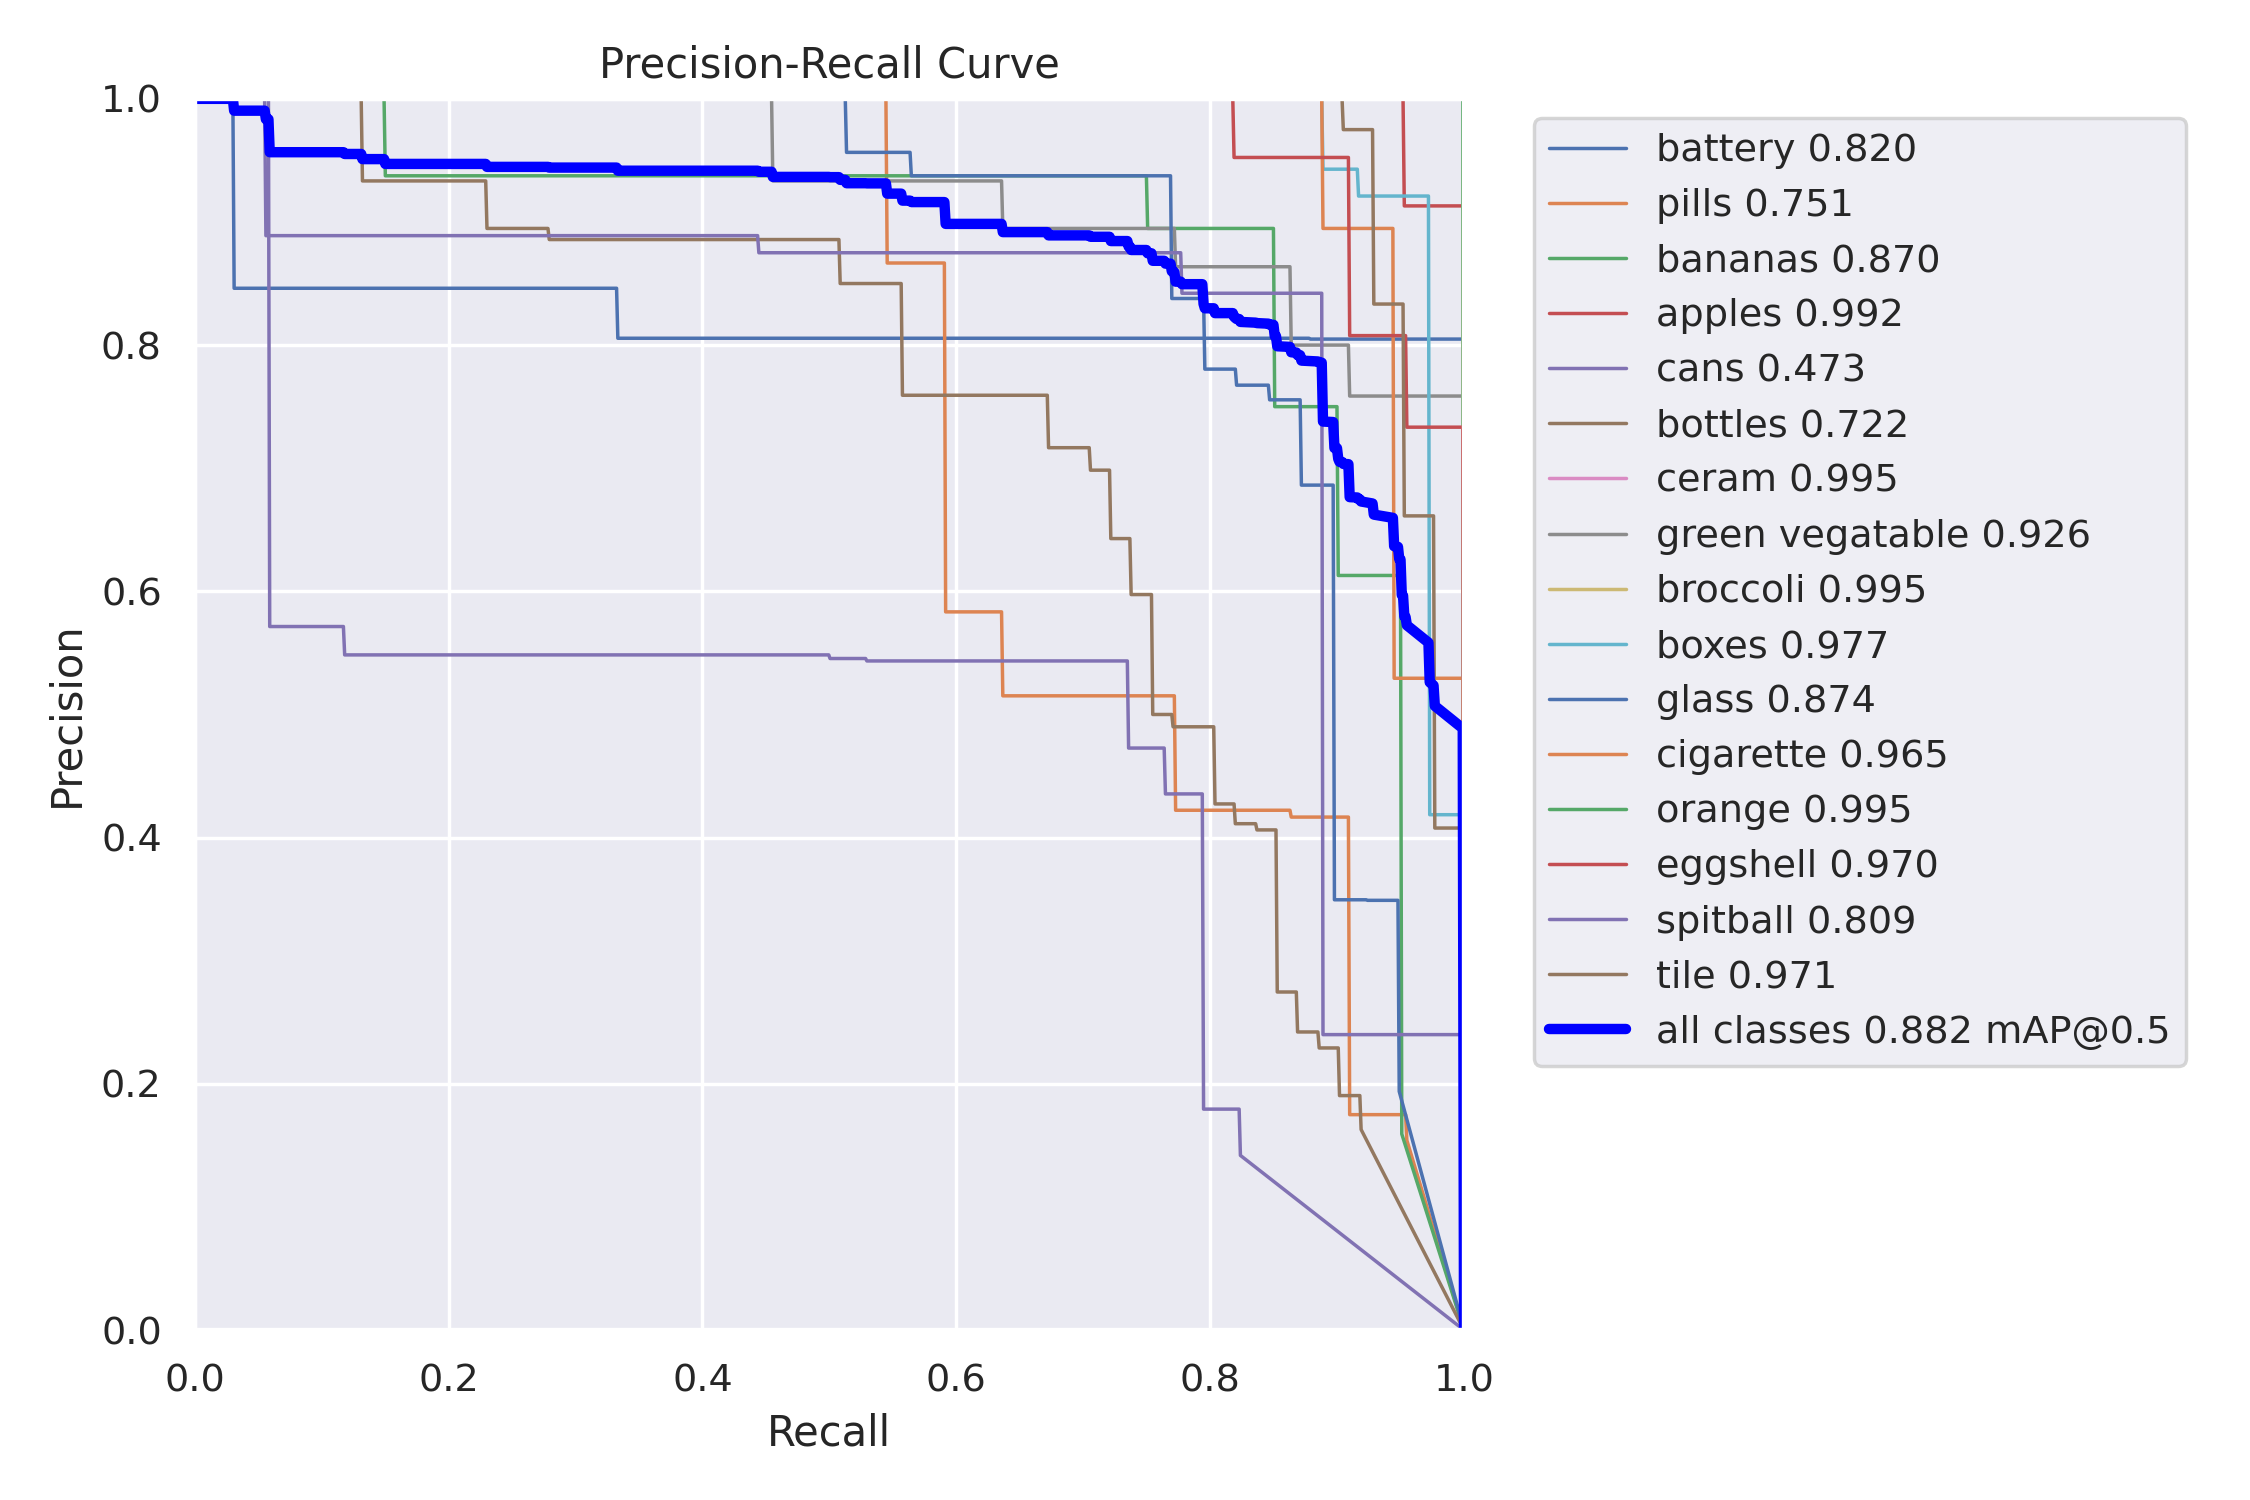 Precision-Recall Curve
1.0
0.8
0.6
0.4
0.2
0.0
Precision
0.0 0.2 0.4 0.6 0.8 1.0
Recall
battery 0.820
pills 0.751
bananas 0.870
apples 0.992
cans 0.473
bottles 0.722
ceram 0.995
green vegatable 0.926
broccoli 0.995
boxes 0.977
glass 0.874
cigarette 0.965
orange 0.995
eggshell 0.970
spitball 0.809
tile 0.971
all classes 0.882 mAP@0.5